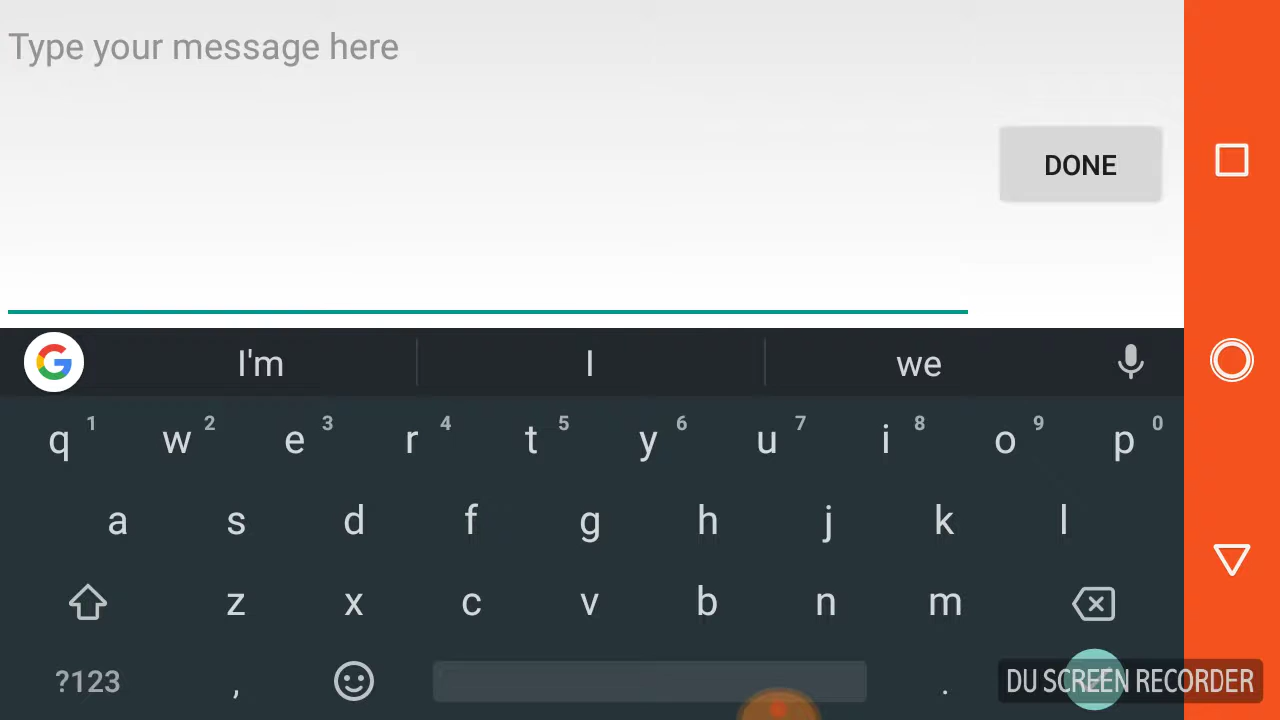 Type your message here
DONE
I'm I we
q 1 w 2 e 3 r 4 t 5 y 6 u 7 i 8 o 9 p 0
a s d f g h j k l
z x c v b n m
?123 , .
DU SCREEN RECORDER